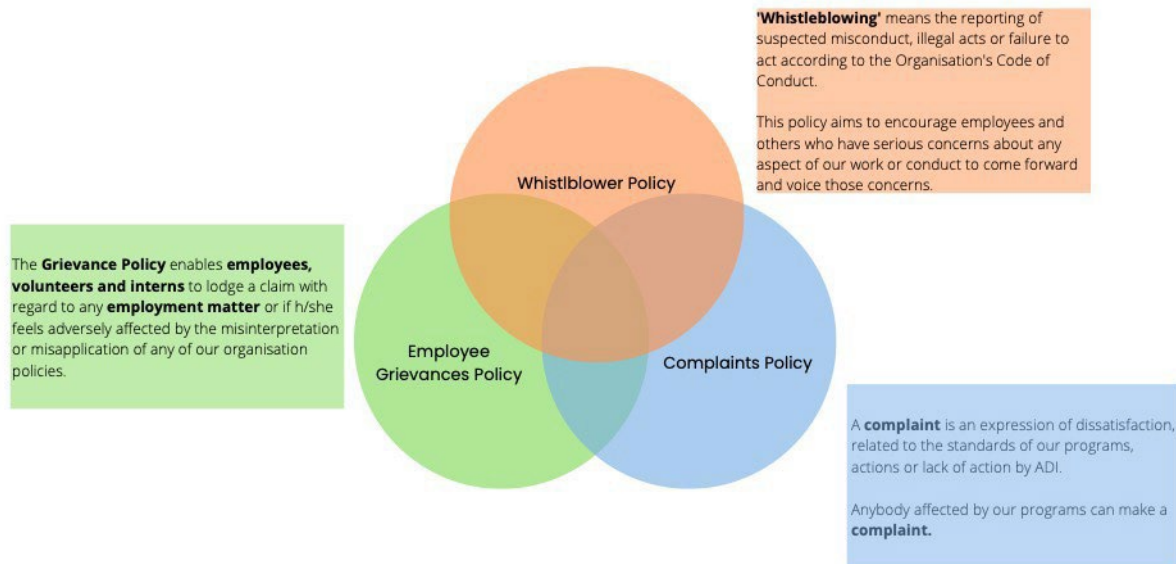 'Whistleblowing' means the reporting of
suspected misconduct, illegal acts or failure to
act according to the Organisation's Code of
Conduct.
This policy aims to encourage employees and
others who have serious concerns about any
aspect of our work or conduct to come forward
and voice those concerns.
Whistlblower Policy
The Grievance Policy enables employees,
volunteers and interns to lodge a claim with
regard to any employment matter or if h/she
feels adversely affected by the misinterpretation
or misapplication of any of our organisation
policies.
Employee
Grievances Policy
Complaints Policy
A complaint is an expression of dissatisfaction,
related to the standards of our programs,
actions or lack of action by ADI.
Anybody affected by our programs can make a
complaint.